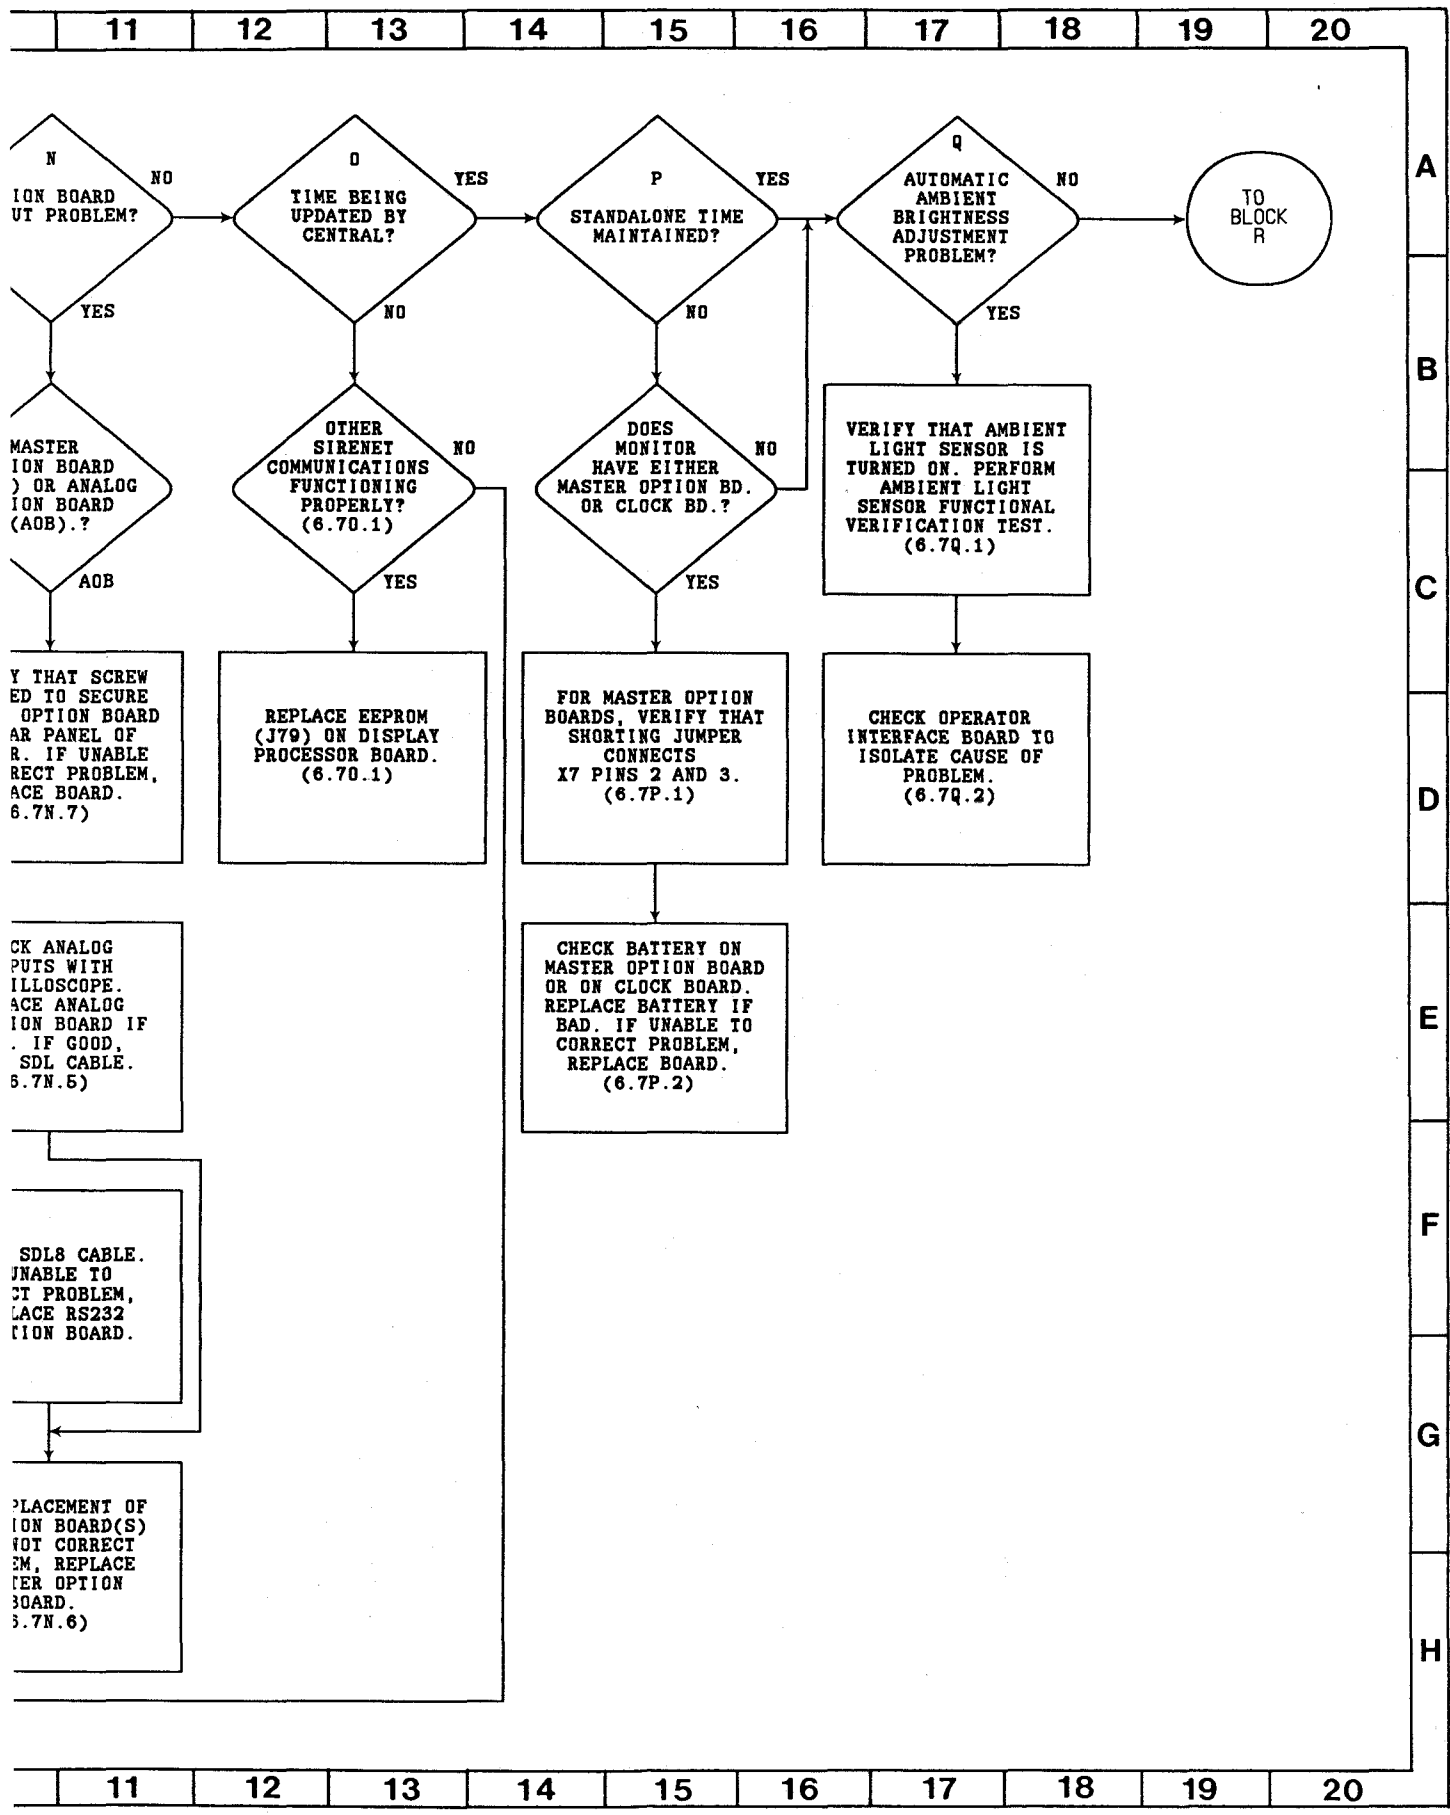 11 12 13 14 15 16 17 18 19 20
A
B
C
D
E
F
G
H
N
BOARD
PROBLEM?
NO
YES
O
TIME BEING
UPDATED BY
CENTRAL?
YES
NO
P
STANDALONE TIME
MAINTAINED?
YES
NO
Q
AUTOMATIC
AMBIENT
BRIGHTNESS
ADJUSTMENT
PROBLEM?
NO
YES
TO
BLOCK
R
MASTER
ION BOARD
) OR ANALOG
ION BOARD
(AOB).?
AOB
OTHER
SIRENET
COMMUNICATIONS
FUNCTIONING
PROPERLY?
(6.7O.1)
NO
YES
DOES
MONITOR
HAVE EITHER
MASTER OPTION BD.
OR CLOCK BD.?
NO
YES
VERIFY THAT AMBIENT
LIGHT SENSOR IS
TURNED ON. PERFORM
AMBIENT LIGHT
SENSOR FUNCTIONAL
VERIFICATION TEST.
(6.7Q.1)
Y THAT SCREW
ED TO SECURE
OPTION BOARD
AR PANEL OF
R. IF UNABLE
RECT PROBLEM,
ACE BOARD.
6.7N.7)
REPLACE EEPROM
(J79) ON DISPLAY
PROCESSOR BOARD.
(6.7O.1)
FOR MASTER OPTION
BOARDS, VERIFY THAT
SHORTING JUMPER
CONNECTS
X7 PINS 2 AND 3.
(6.7P.1)
CHECK OPERATOR
INTERFACE BOARD TO
ISOLATE CAUSE OF
PROBLEM.
(6.7Q.2)
CK ANALOG
PUTS WITH
ILLOSCOPE.
ACE ANALOG
ION BOARD IF
. IF GOOD,
SDL CABLE.
6.7N.5)
CHECK BATTERY ON
MASTER OPTION BOARD
OR ON CLOCK BOARD.
REPLACE BATTERY IF
BAD. IF UNABLE TO
CORRECT PROBLEM,
REPLACE BOARD.
(6.7P.2)
SDL8 CABLE.
UNABLE TO
CT PROBLEM,
LACE RS232
TION BOARD.
PLACEMENT OF
ION BOARD(S)
NOT CORRECT
EM, REPLACE
TER OPTION
BOARD.
6.7N.6)
11 12 13 14 15 16 17 18 19 20